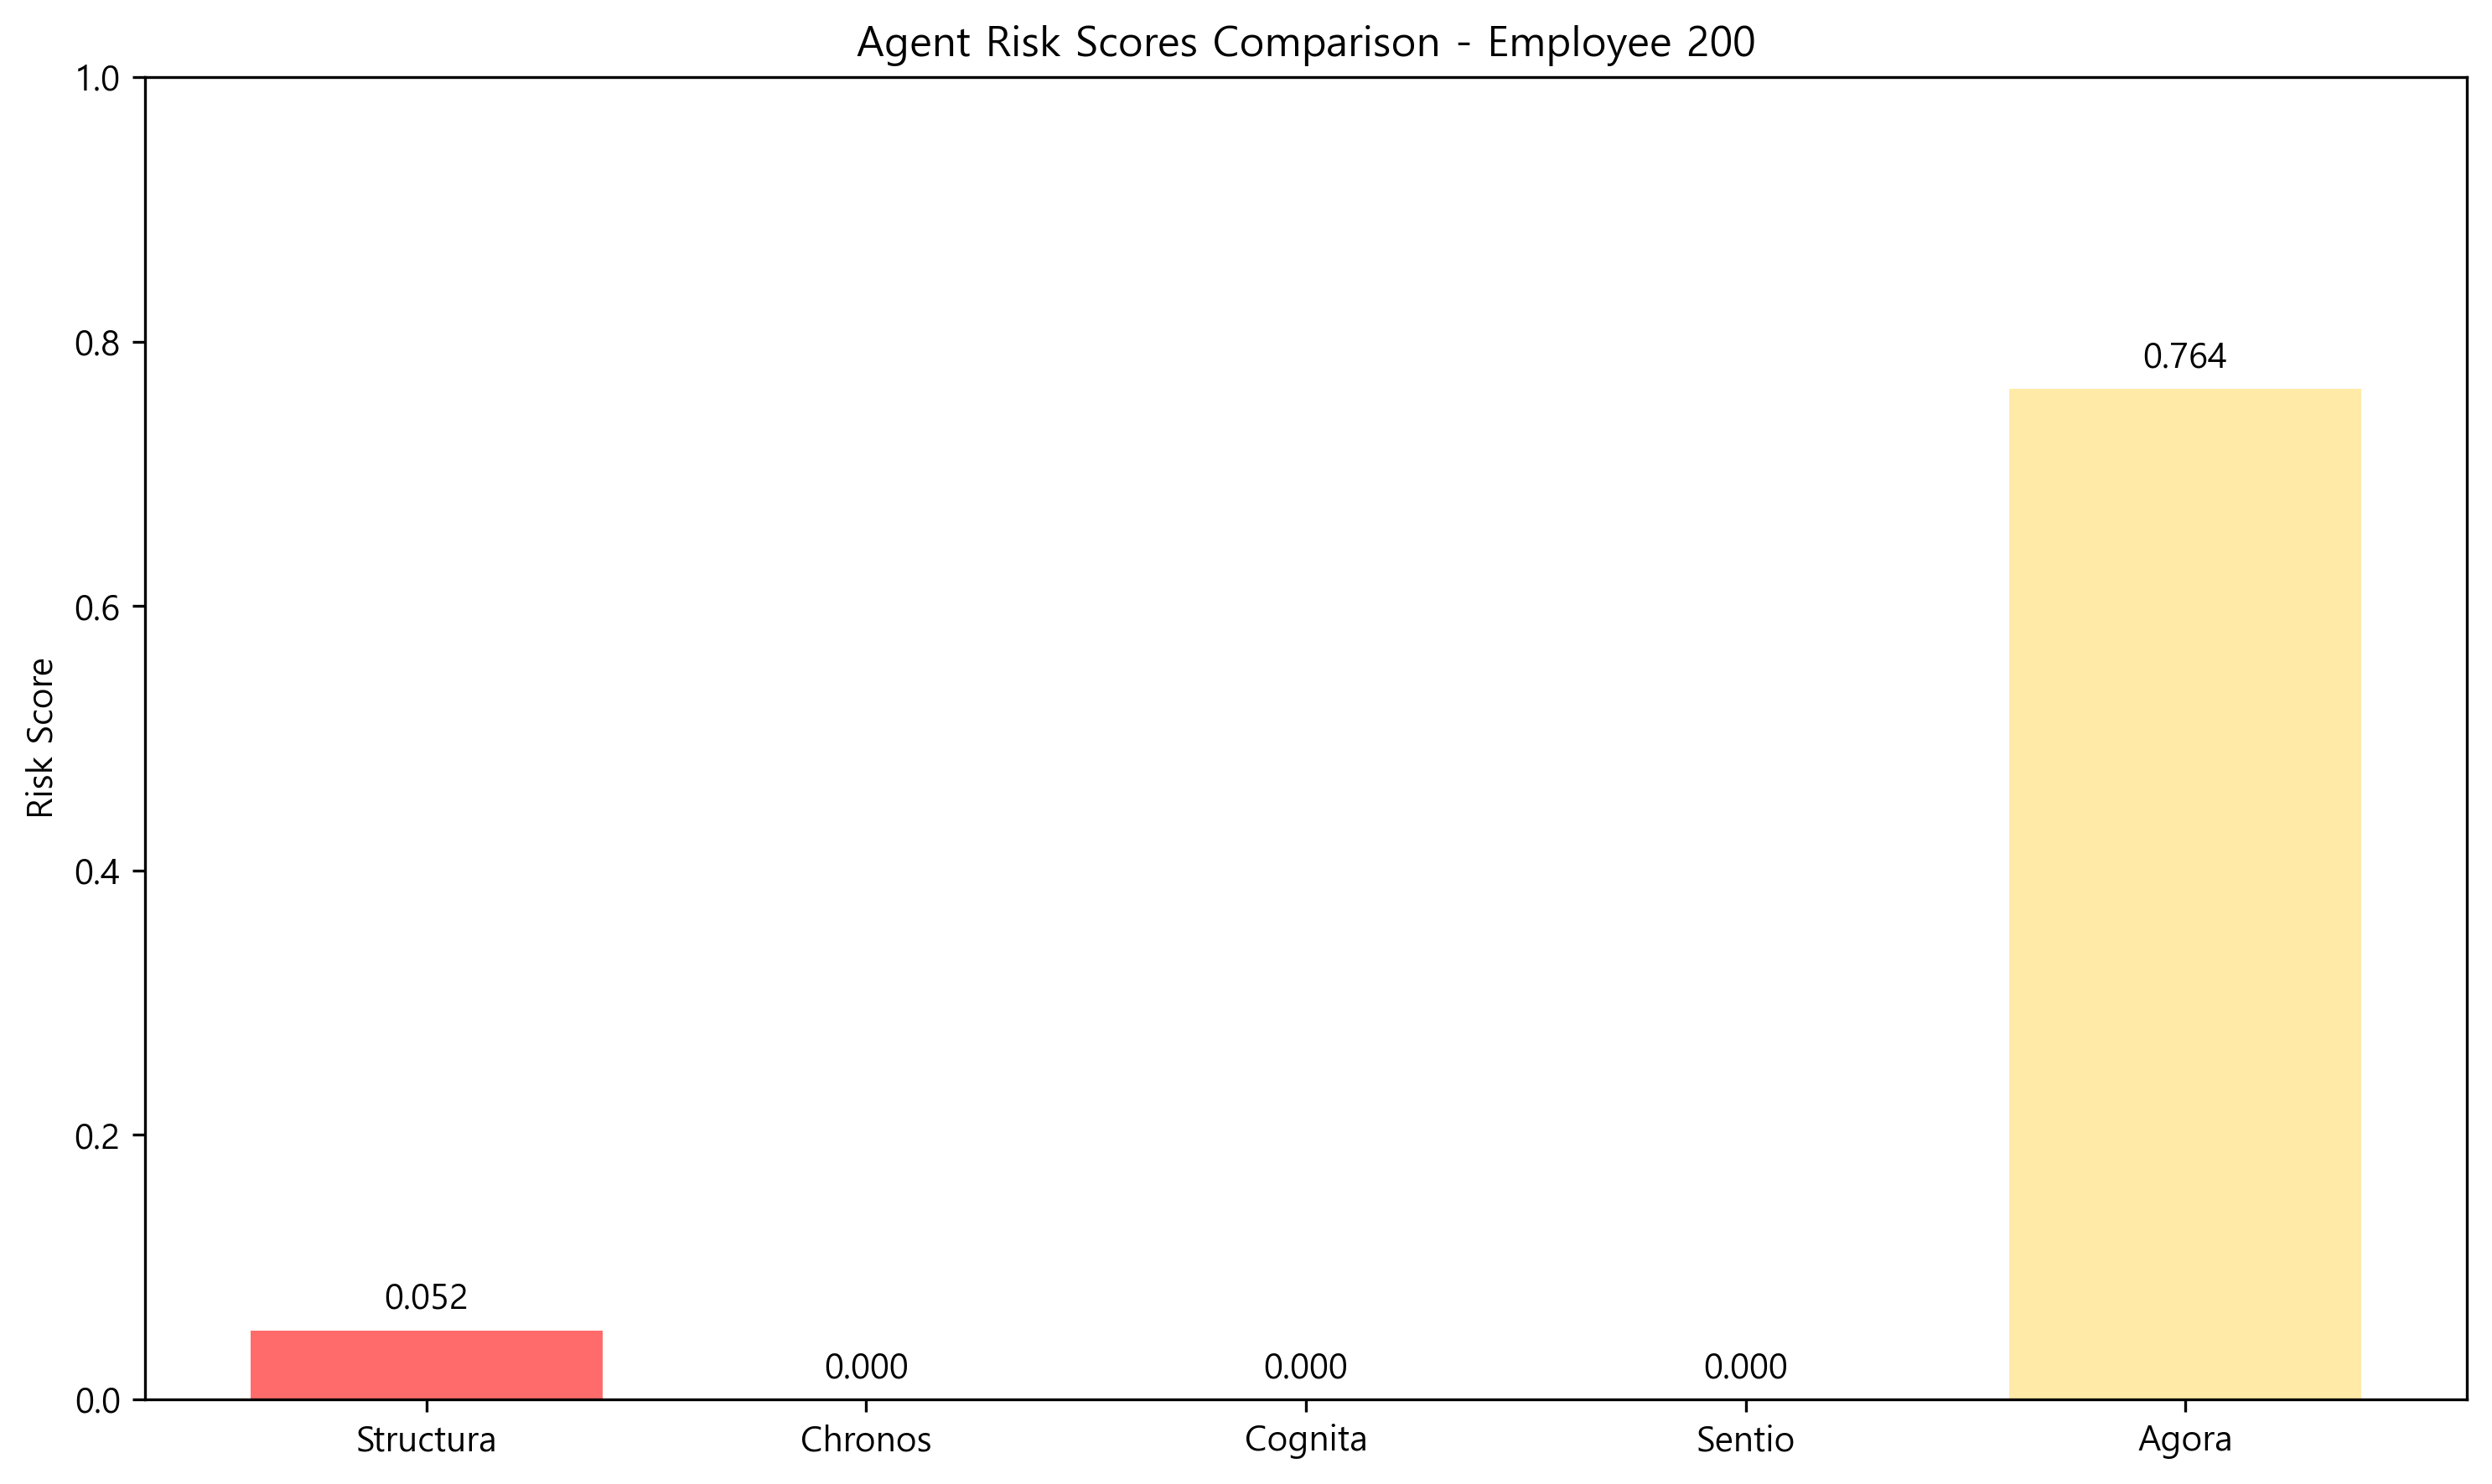 Agent Risk Scores Comparison - Employee 200
Risk Score
1.0
0.8
0.6
0.4
0.2
0.0
0.052
0.000
0.000
0.000
0.764
Structura
Chronos
Cognita
Sentio
Agora